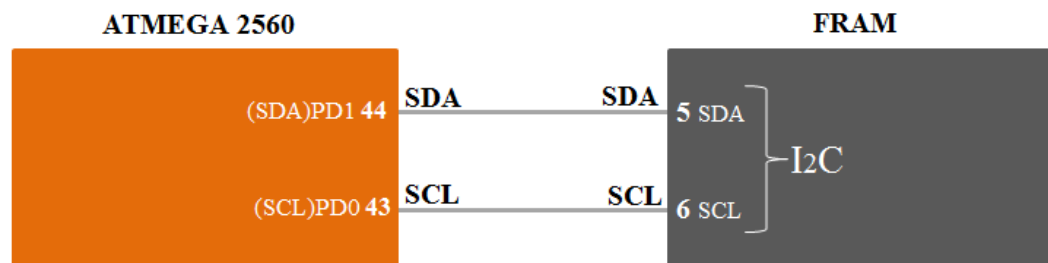 ATMEGA 2560
FRAM
(SDA)PD1 44
SDA
SDA
5 SDA
I2C
(SCL)PD0 43
SCL
SCL
6 SCL